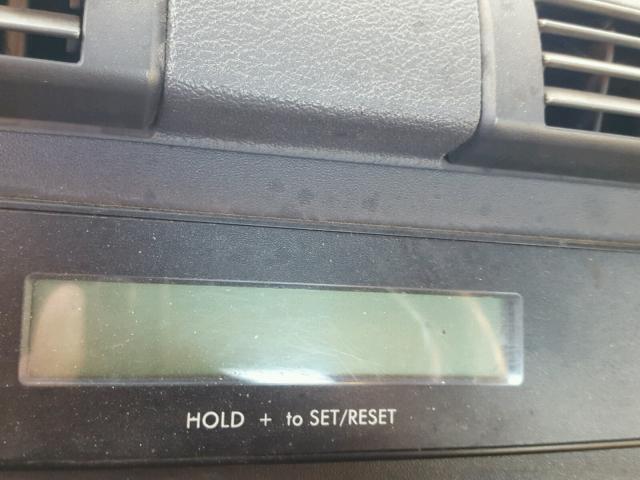 HOLD + to SET/RESET